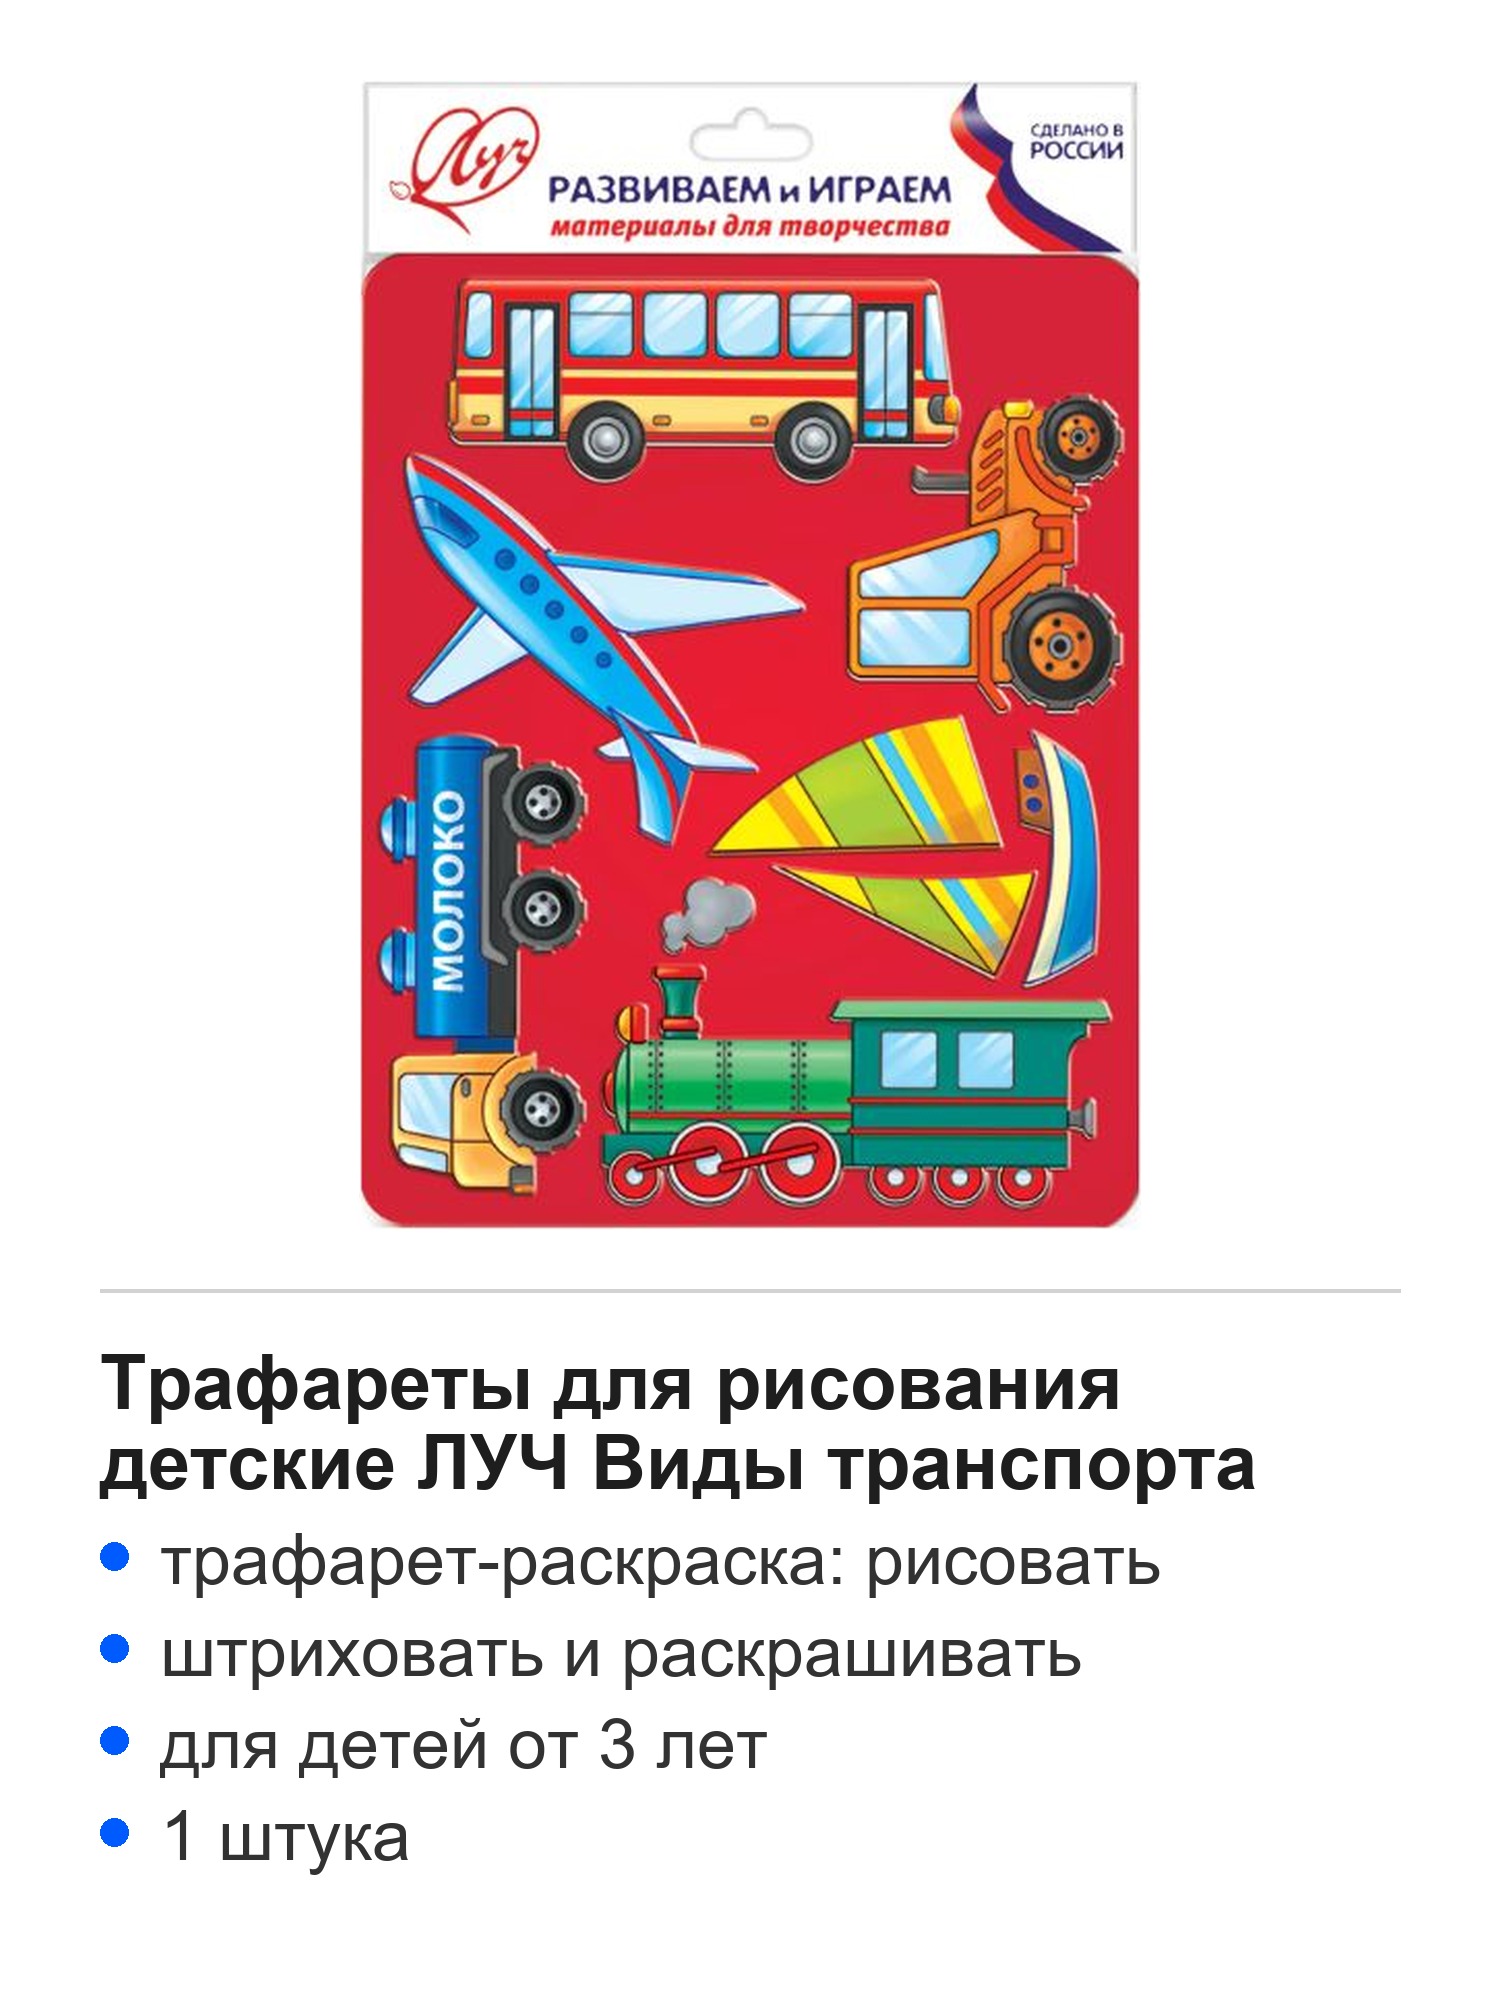 Луч
СДЕЛАНО В
РОССИИ
РАЗВИВАЕМ и ИГРАЕМ
материалы для творчества
МОЛОКО
Трафареты для рисования
детские ЛУЧ Виды транспорта
трафарет-раскраска: рисовать
штриховать и раскрашивать
для детей от 3 лет
1 штука